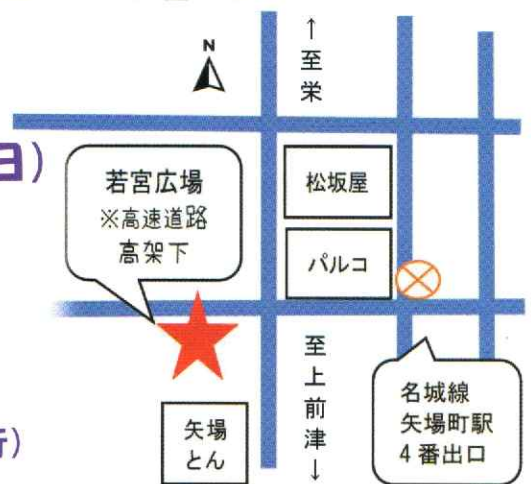 N
↑
至
栄
日)
若宮広場
※高速道路
高架下
松坂屋
パルコ
至
上
前
津
↓
矢場
とん
名城線
矢場町駅
4番出口
行)